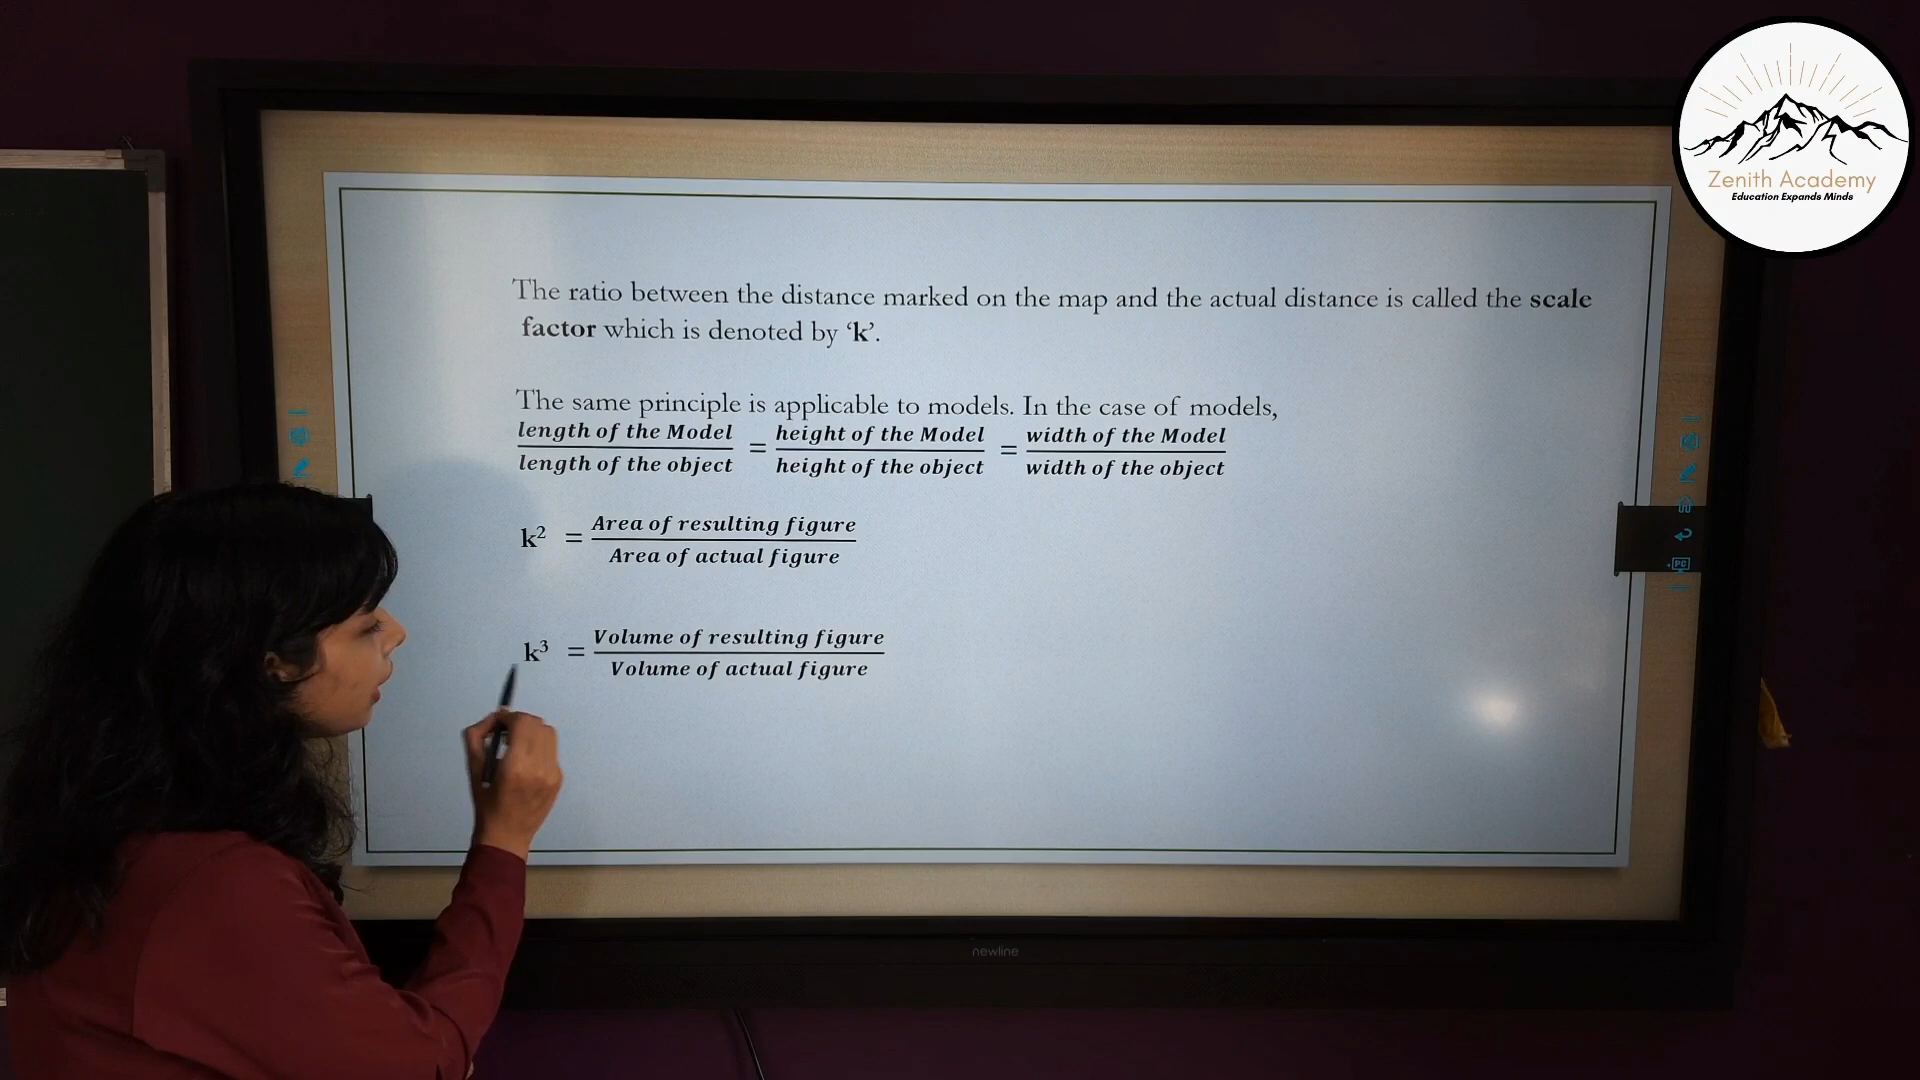 Zenith Academy
Education Expands Minds
The ratio between the distance marked on the map and the actual distance is called the scale
factor which is denoted by ‘k’.
The same principle is applicable to models. In the case of models,
length of the Model / length of the object = height of the Model / height of the object = width of the Model / width of the object
k² = Area of resulting figure / Area of actual figure
k³ = Volume of resulting figure / Volume of actual figure
PC
newline